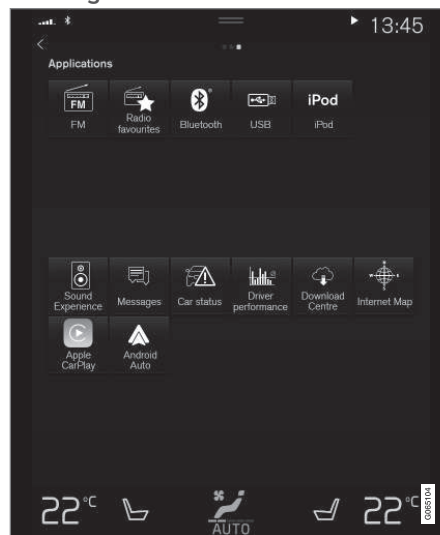 13:45
Applications
FM
FM
Radio
favourites
Bluetooth
USB
iPod
iPod
Sound
Experience
Messages
Car status
Driver
performance
Download
Centre
Internet Map
Apple
CarPlay
Android
Auto
22°C
AUTO
22°C
G065104